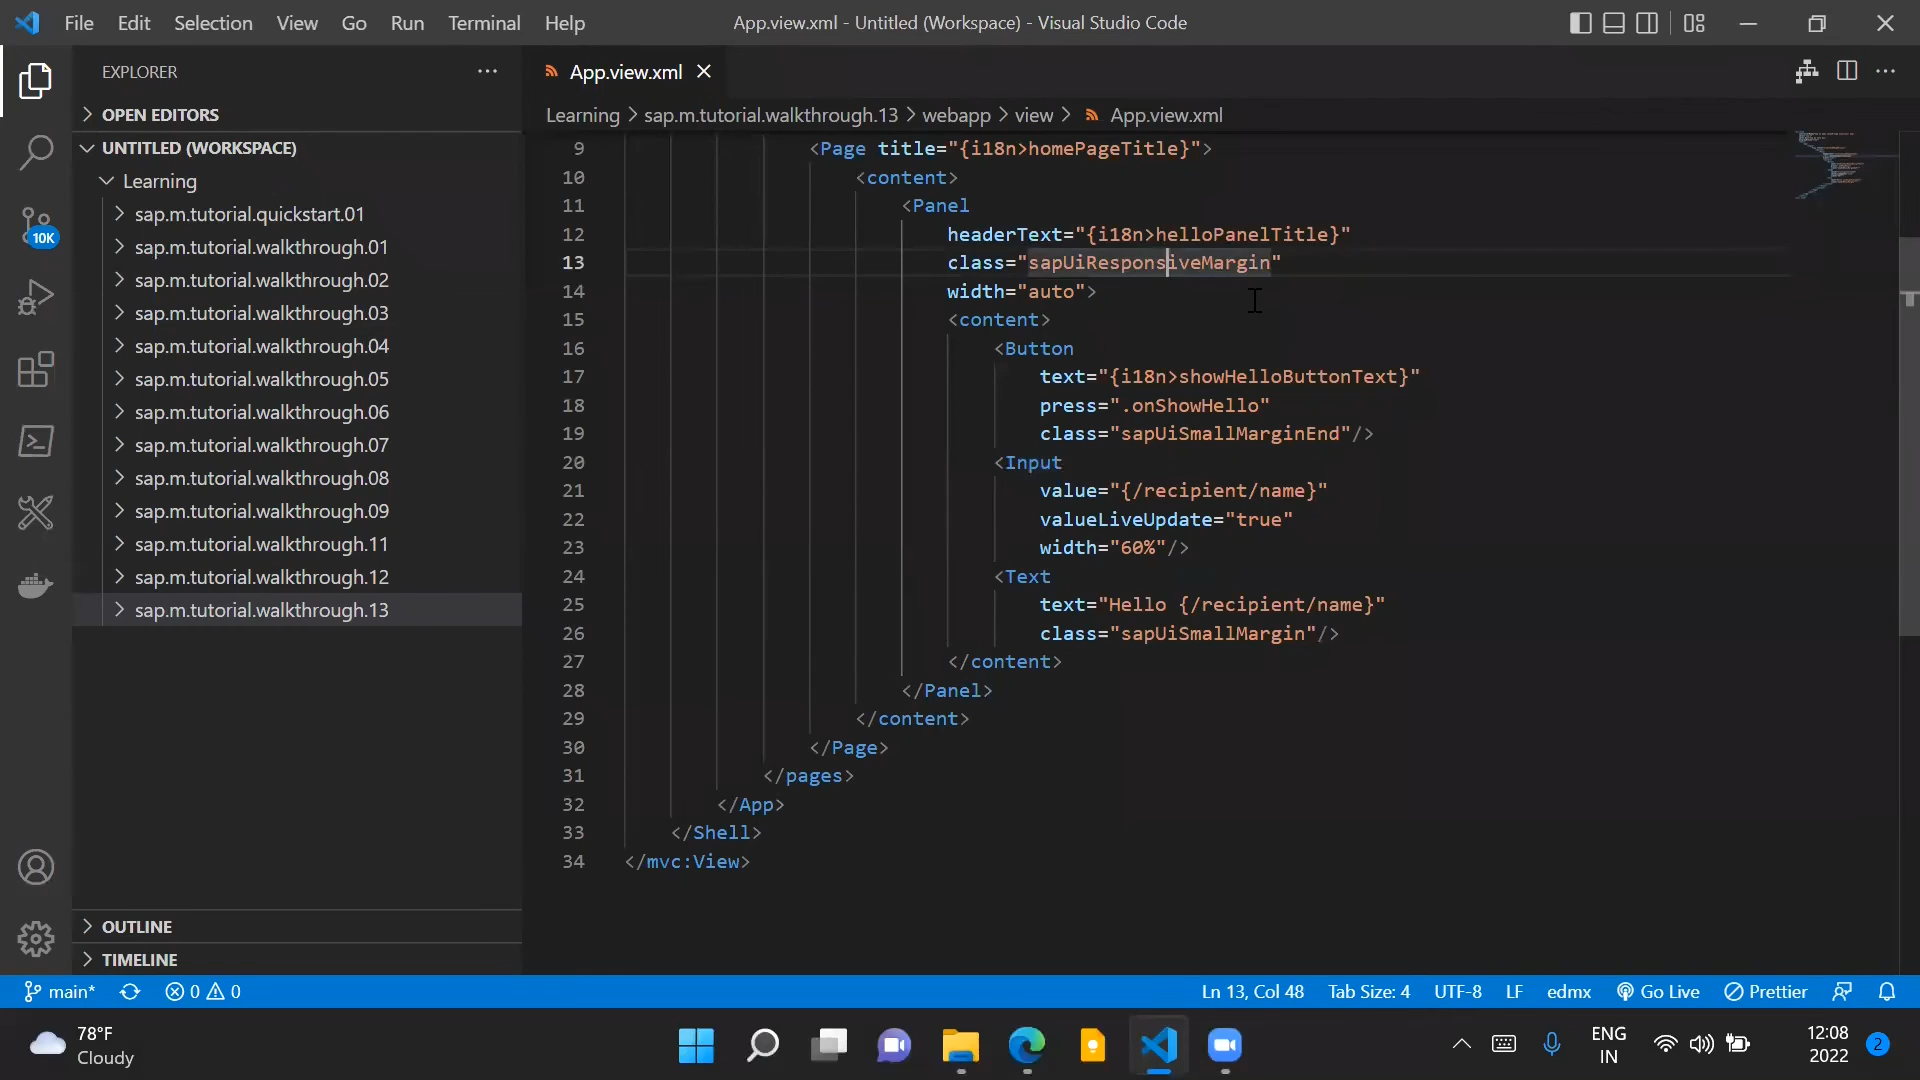 File Edit Selection View Go Run Terminal Help
App.view.xml - Untitled (Workspace) - Visual Studio Code
EXPLORER
OPEN EDITORS
UNTITLED (WORKSPACE)
Learning
sap.m.tutorial.quickstart.01
sap.m.tutorial.walkthrough.01
sap.m.tutorial.walkthrough.02
sap.m.tutorial.walkthrough.03
sap.m.tutorial.walkthrough.04
sap.m.tutorial.walkthrough.05
sap.m.tutorial.walkthrough.06
sap.m.tutorial.walkthrough.07
sap.m.tutorial.walkthrough.08
sap.m.tutorial.walkthrough.09
sap.m.tutorial.walkthrough.11
sap.m.tutorial.walkthrough.12
sap.m.tutorial.walkthrough.13
OUTLINE
TIMELINE
10K
App.view.xml
Learning > sap.m.tutorial.walkthrough.13 > webapp > view > App.view.xml
9 <Page title="{i18n>homePageTitle}">
10 <content>
11 <Panel
12 headerText="{i18n>helloPanelTitle}"
13 class="sapUiResponsiveMargin"
14 width="auto">
15 <content>
16 <Button
17 text="{i18n>showHelloButtonText}"
18 press=".onShowHello"
19 class="sapUiSmallMarginEnd"/>
20 <Input
21 value="{/recipient/name}"
22 valueLiveUpdate="true"
23 width="60%"/>
24 <Text
25 text="Hello {/recipient/name}"
26 class="sapUiSmallMargin"/>
27 </content>
28 </Panel>
29 </content>
30 </Page>
31 </pages>
32 </App>
33 </Shell>
34 </mvc:View>
main* 0 0
Ln 13, Col 48 Tab Size: 4 UTF-8 LF edmx Go Live Prettier
78°F
Cloudy
ENG
IN
12:08
2022
2